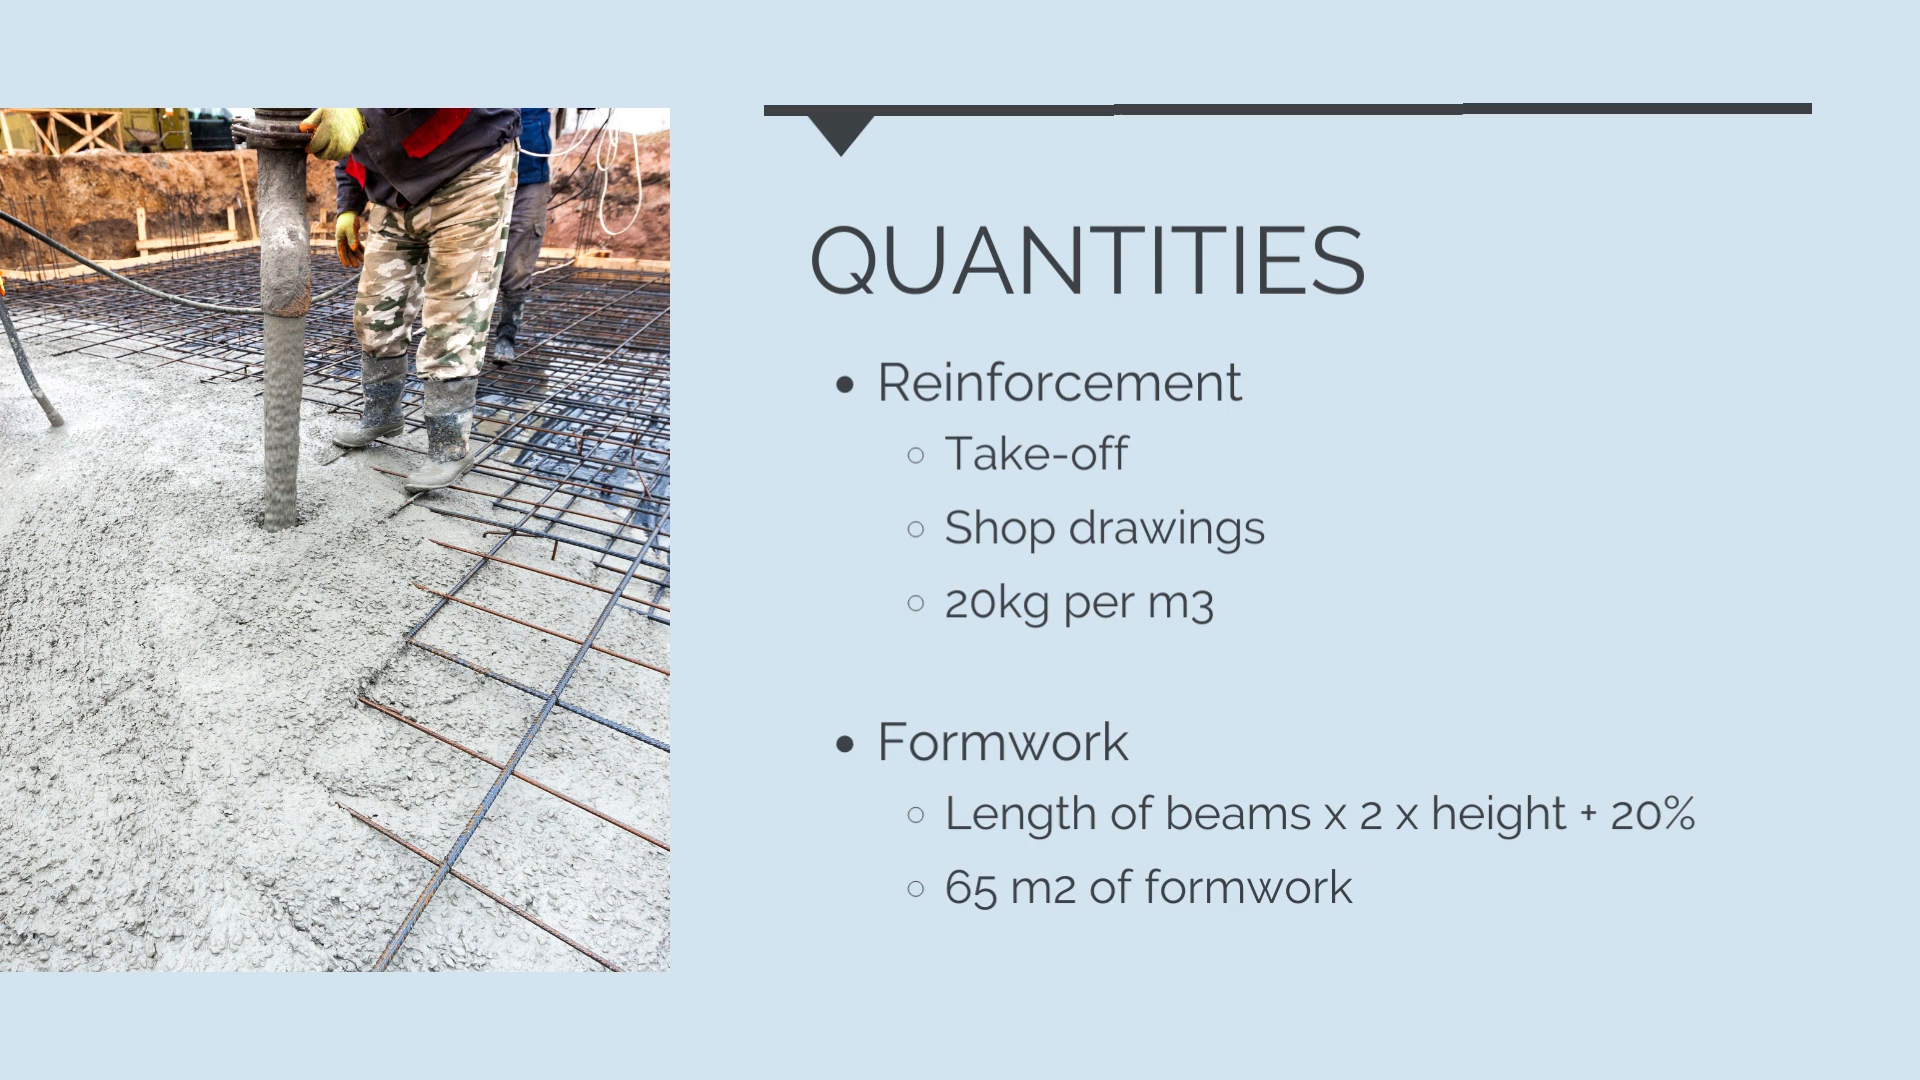 QUANTITIES
• Reinforcement
○ Take-off
○ Shop drawings
○ 20kg per m3
• Formwork
○ Length of beams x 2 x height + 20%
○ 65 m2 of formwork